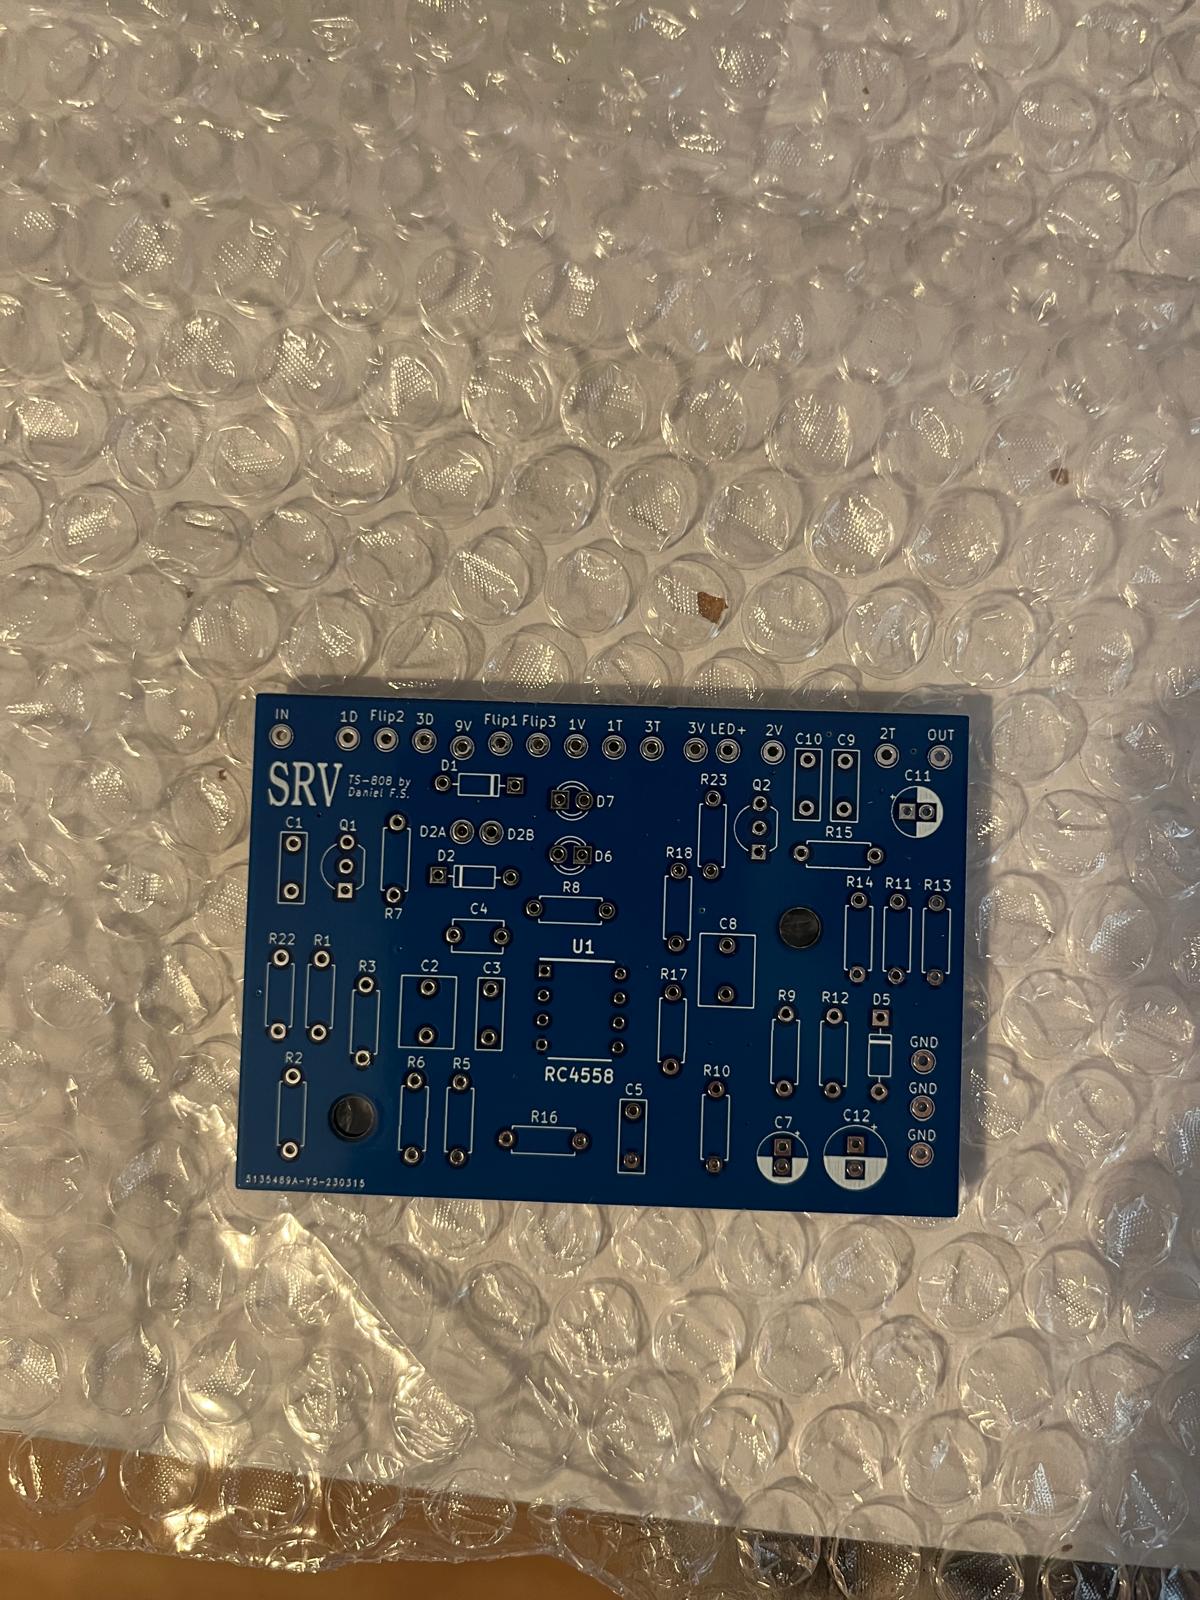 IN 1D Flip2 3D 9V Flip1 Flip3 1V 1T 3T 3V LED+ 2V C10 C9 2T OUT
D1
SRV TS-808 by
Daniel F.S.
D7
R23 Q2
C11
+
C1 Q1
D2A D2B
R15
D2
D6
R18
R7
R8
C4
R14 R11 R13
U1
C8
R22 R1
R3
C2 C3
R17
R9 R12 D5
GND
R2
R6 R5
RC4558
R10
GND
C5
R16
C7 +
C12 +
GND
5135489A-Y5-230315